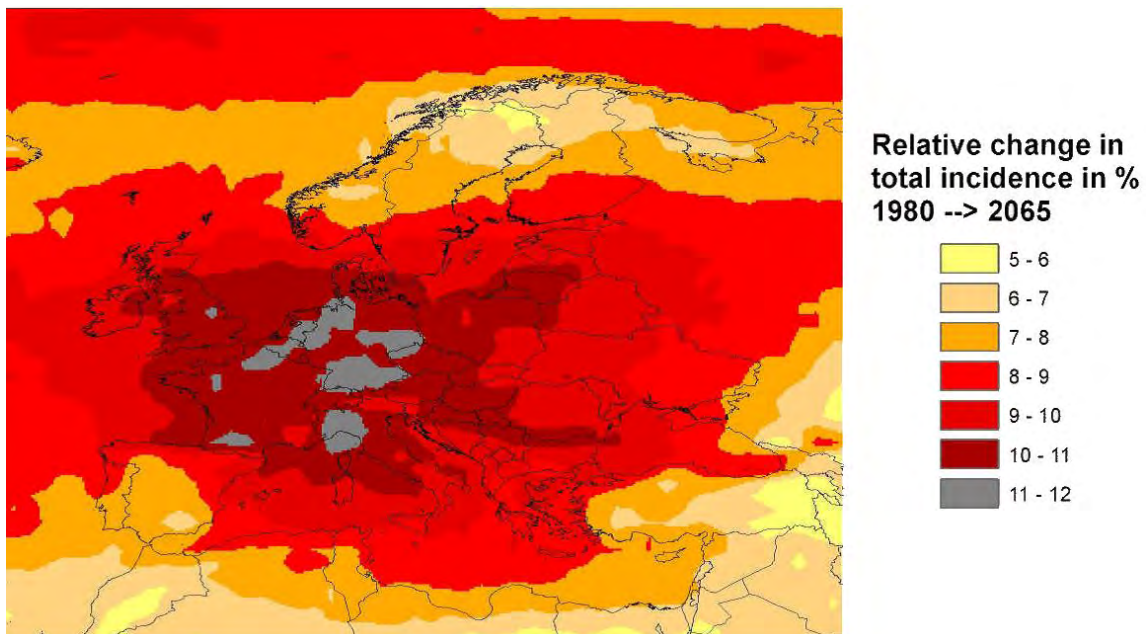 Relative change in
total incidence in %
1980 --> 2065
5 - 6
6 - 7
7 - 8
8 - 9
9 - 10
10 - 11
11 - 12